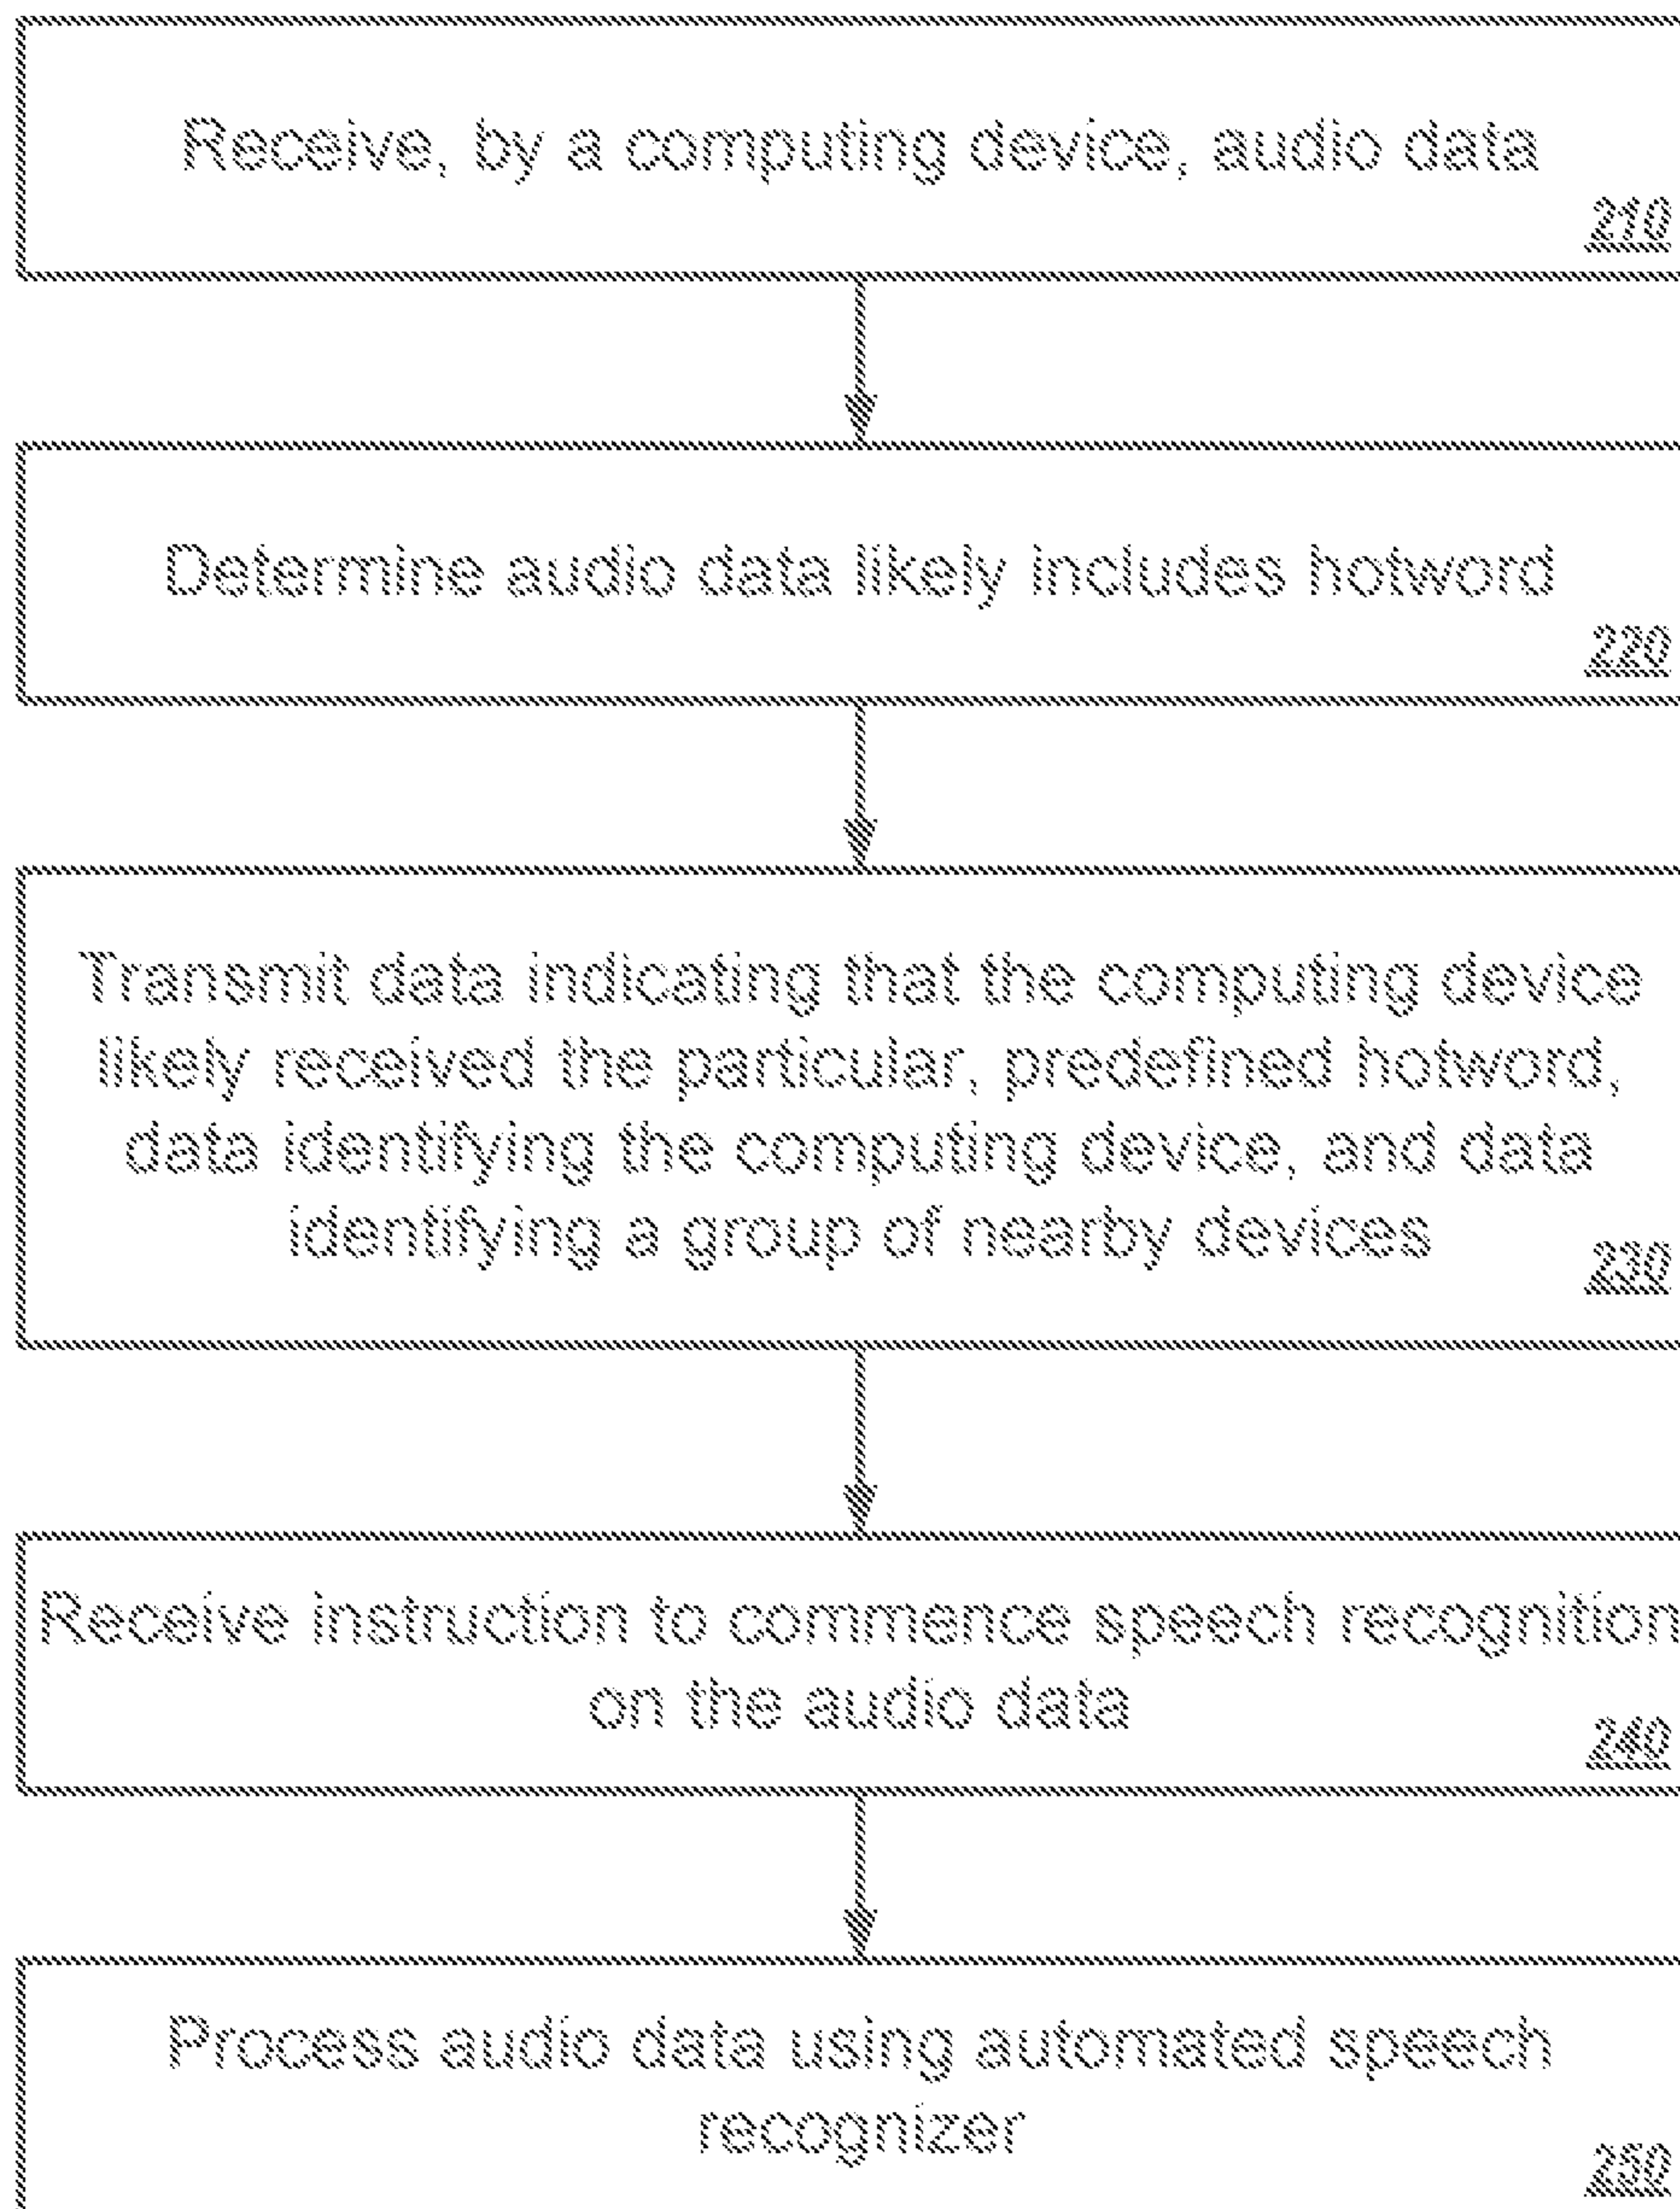 Receive, by a computing device, audio data
210
Determine audio data likely includes hotword
220
Transmit data indicating that the computing device
likely received the particular, predefined hotword,
data identifying the computing device, and data
identifying a group of nearby devices
230
Receive instruction to commence speech recognition
on the audio data
240
Process audio data using automated speech
recognizer
250